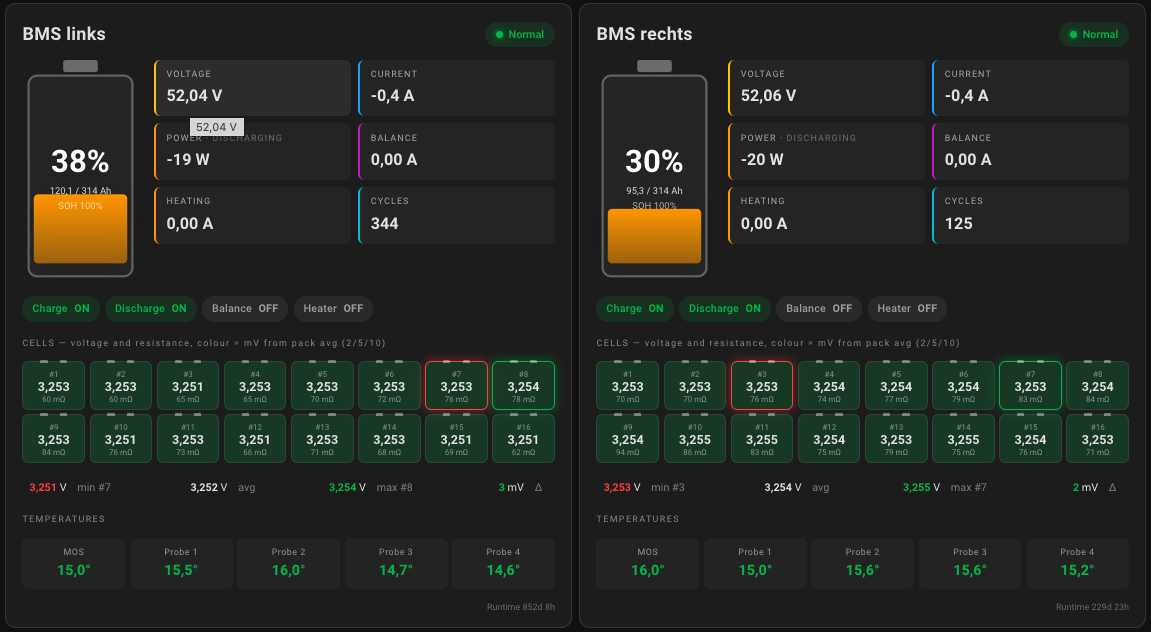 BMS links
Normal
38%
120,1 / 314 Ah
SOH 100%
VOLTAGE
52,04 V
CURRENT
-0,4 A
52,04 V
POWER · DISCHARGING
-19 W
BALANCE
0,00 A
HEATING
0,00 A
CYCLES
344
Charge ON Discharge ON Balance OFF Heater OFF
CELLS — voltage and resistance, colour = mV from pack avg (2/5/10)
#1 #2 #3 #4 #5 #6 #7 #8
3,253 3,253 3,251 3,253 3,253 3,253 3,253 3,254
60 mΩ 60 mΩ 65 mΩ 65 mΩ 70 mΩ 72 mΩ 76 mΩ 78 mΩ
#9 #10 #11 #12 #13 #14 #15 #16
3,253 3,251 3,253 3,251 3,253 3,253 3,251 3,251
84 mΩ 76 mΩ 73 mΩ 66 mΩ 71 mΩ 68 mΩ 69 mΩ 62 mΩ
3,251 V min #7 3,252 V avg 3,254 V max #8 3 mV Δ
TEMPERATURES
MOS Probe 1 Probe 2 Probe 3 Probe 4
15,0° 15,5° 16,0° 14,7° 14,6°
Runtime 852d 8h
BMS rechts
Normal
30%
95,3 / 314 Ah
SOH 100%
VOLTAGE
52,06 V
CURRENT
-0,4 A
POWER · DISCHARGING
-20 W
BALANCE
0,00 A
HEATING
0,00 A
CYCLES
125
Charge ON Discharge ON Balance OFF Heater OFF
CELLS — voltage and resistance, colour = mV from pack avg (2/5/10)
#1 #2 #3 #4 #5 #6 #7 #8
3,253 3,253 3,253 3,254 3,254 3,254 3,253 3,254
70 mΩ 70 mΩ 76 mΩ 74 mΩ 77 mΩ 79 mΩ 83 mΩ 84 mΩ
#9 #10 #11 #12 #13 #14 #15 #16
3,254 3,255 3,255 3,254 3,253 3,255 3,254 3,253
94 mΩ 86 mΩ 83 mΩ 75 mΩ 79 mΩ 75 mΩ 76 mΩ 71 mΩ
3,253 V min #3 3,254 V avg 3,255 V max #7 2 mV Δ
TEMPERATURES
MOS Probe 1 Probe 2 Probe 3 Probe 4
16,0° 15,0° 15,6° 15,6° 15,2°
Runtime 229d 23h